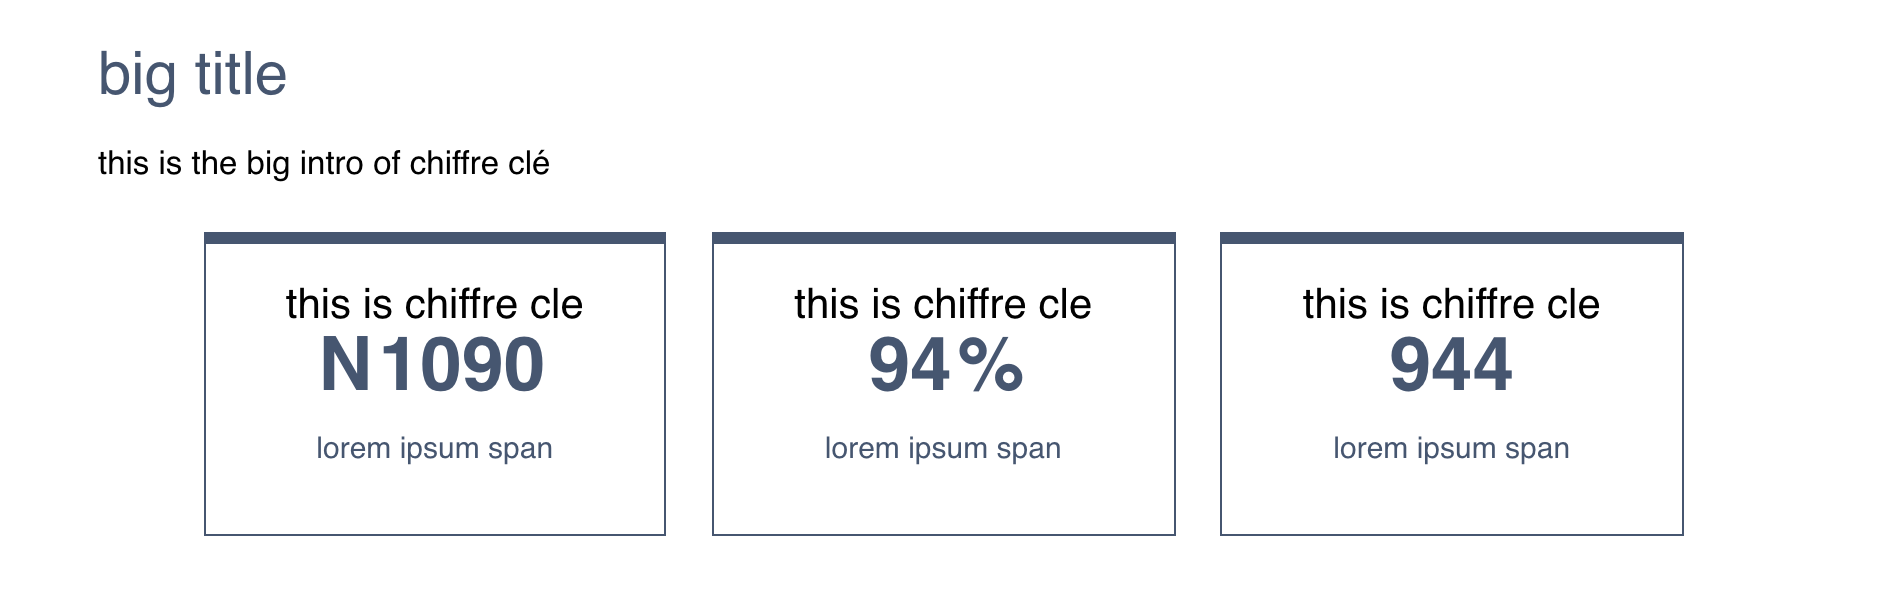 big title
this is the big intro of chiffre clé
this is chiffre cle
N1090
lorem ipsum span
this is chiffre cle
94%
lorem ipsum span
this is chiffre cle
944
lorem ipsum span